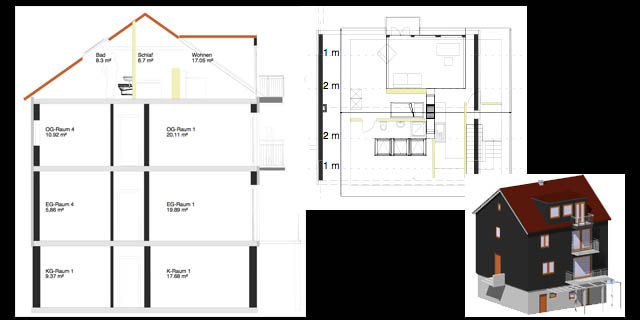 Bad
8.3 m²
Schlaf
8.7 m²
Wohnen
17.05 m²
OG-Raum 4
10.92 m²
OG-Raum 1
20.11 m²
EG-Raum 4
5.86 m²
EG-Raum 1
19.89 m²
KG-Raum 1
9.37 m²
K-Raum 1
17.68 m²
1 m
2 m
2 m
1 m